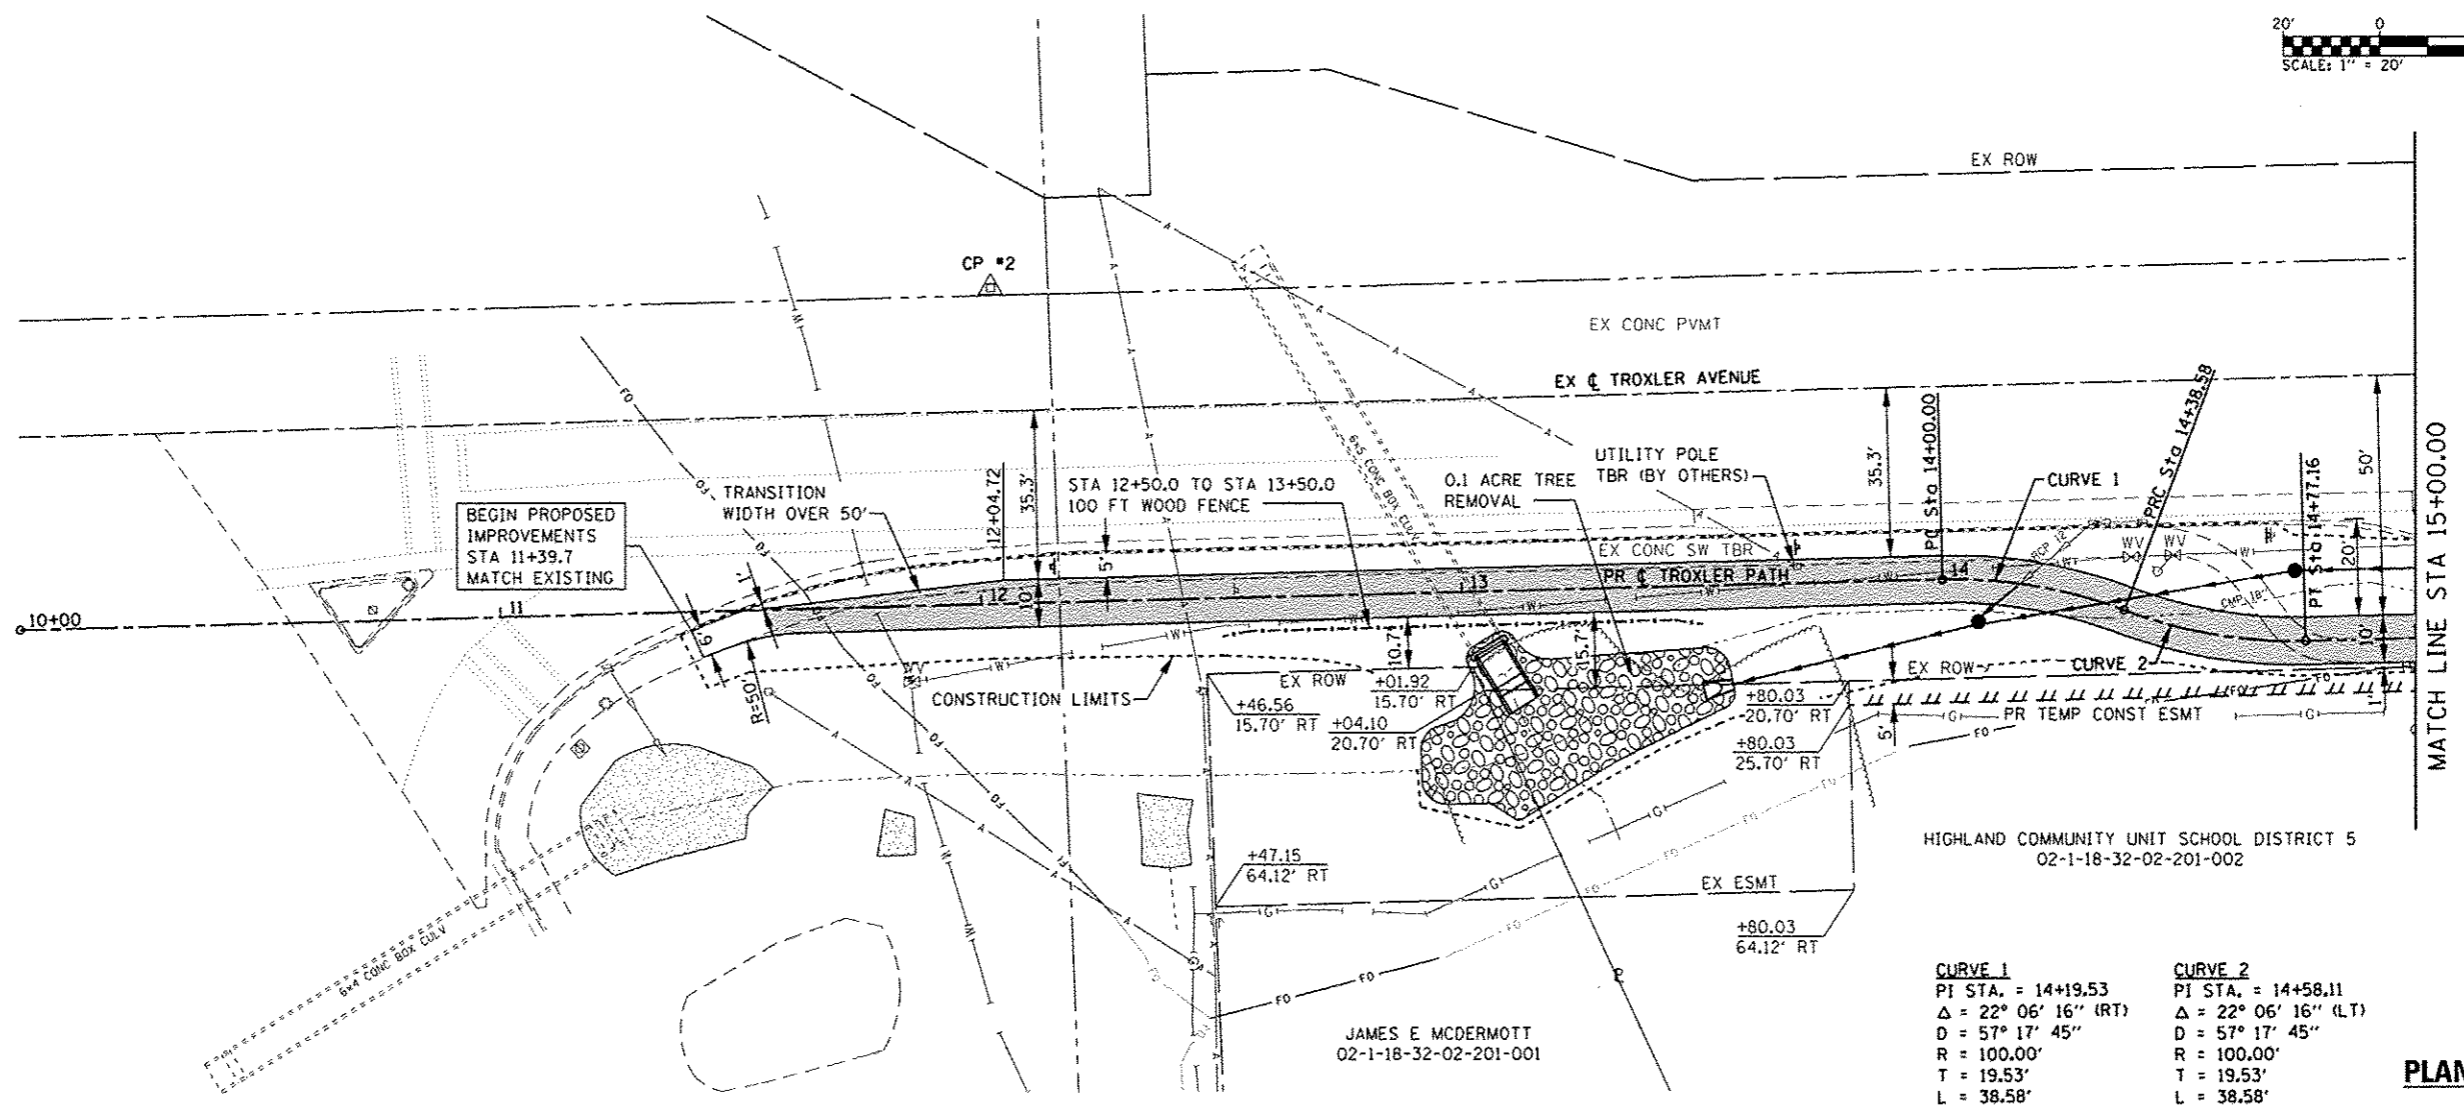 20' 0
SCALE: 1" = 20'
EX ROW
CP #2
EX CONC PVMT
EX ℄ TROXLER AVENUE
MATCH LINE STA 15+00.00
BEGIN PROPOSED
IMPROVEMENTS
STA 11+39.7
MATCH EXISTING
TRANSITION
WIDTH OVER 50'
12+04.72
35.3'
STA 12+50.0 TO STA 13+50.0
100 FT WOOD FENCE
5'
6x5 CONC BOX CULV
0.1 ACRE TREE
REMOVAL
UTILITY POLE
TBR (BY OTHERS)
35.3'
PC Sta 14+00.00
CURVE 1
PRC Sta 14+38.58
PT Sta 14+77.16
50'
20'
EX CONC SW TBR
PR ℄ TROXLER PATH
RCP 12"
WV
WV
CMP 18"
10+00
11
12
13
14
1'
9'
10'
10'
R=50'
WV
CONSTRUCTION LIMITS
EX ROW
10.7'
15.7'
+46.56
15.70' RT
+01.92
15.70' RT
+04.10
20.70' RT
+80.03
20.70' RT
+80.03
25.70' RT
EX ROW
CURVE 2
PR TEMP CONST ESMT
5'
1'
+47.15
64.12' RT
EX ESMT
+80.03
64.12' RT
6x4 CONC BOX CULV
HIGHLAND COMMUNITY UNIT SCHOOL DISTRICT 5
02-1-18-32-02-201-002
JAMES E MCDERMOTT
02-1-18-32-02-201-001
CURVE 1
PI STA. = 14+19.53
Δ = 22° 06' 16" (RT)
D = 57° 17' 45"
R = 100.00'
T = 19.53'
L = 38.58'
CURVE 2
PI STA. = 14+58.11
Δ = 22° 06' 16" (LT)
D = 57° 17' 45"
R = 100.00'
T = 19.53'
L = 38.58'
PLAN